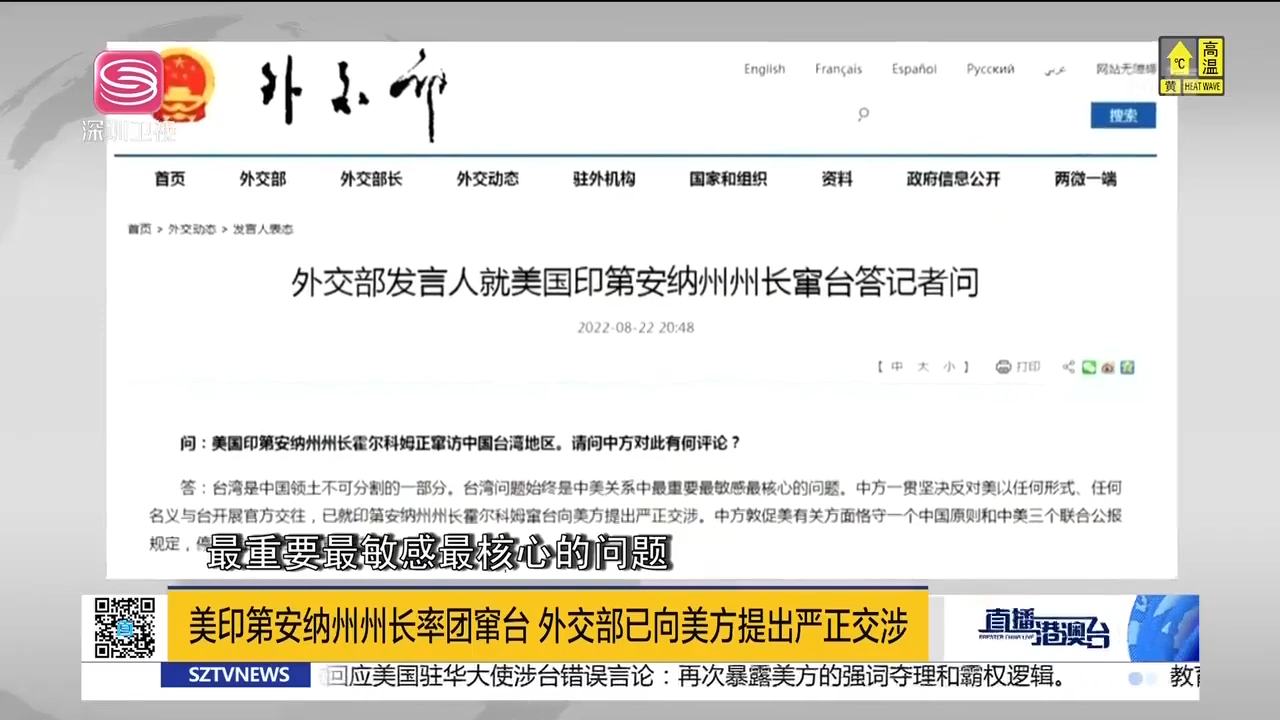 深圳卫视
外交部
English Français Español Русский عربي 网站无障碍
高温
℃
黄 HEAT WAVE
搜索
首页 外交部 外交部长 外交动态 驻外机构 国家和组织 资料 政府信息公开 两微一端
首页 > 外交动态 > 发言人表态
外交部发言人就美国印第安纳州州长窜台答记者问
2022-08-22 20:48
【 中 大 小 】 打印
问：美国印第安纳州州长霍尔科姆正窜访中国台湾地区。请问中方对此有何评论？
答：台湾是中国领土不可分割的一部分。台湾问题始终是中美关系中最重要最敏感最核心的问题。中方一贯坚决反对美以任何形式、任何
名义与台开展官方交往，已就印第安纳州州长霍尔科姆窜台向美方提出严正交涉。中方敦促美有关方面恪守一个中国原则和中美三个联合公报
规定，停
最重要最敏感最核心的问题
美印第安纳州州长率团窜台 外交部已向美方提出严正交涉
直播港澳台
GREATER CHINA LIVE
SZTVNEWS
回应美国驻华大使涉台错误言论：再次暴露美方的强词夺理和霸权逻辑。 教育